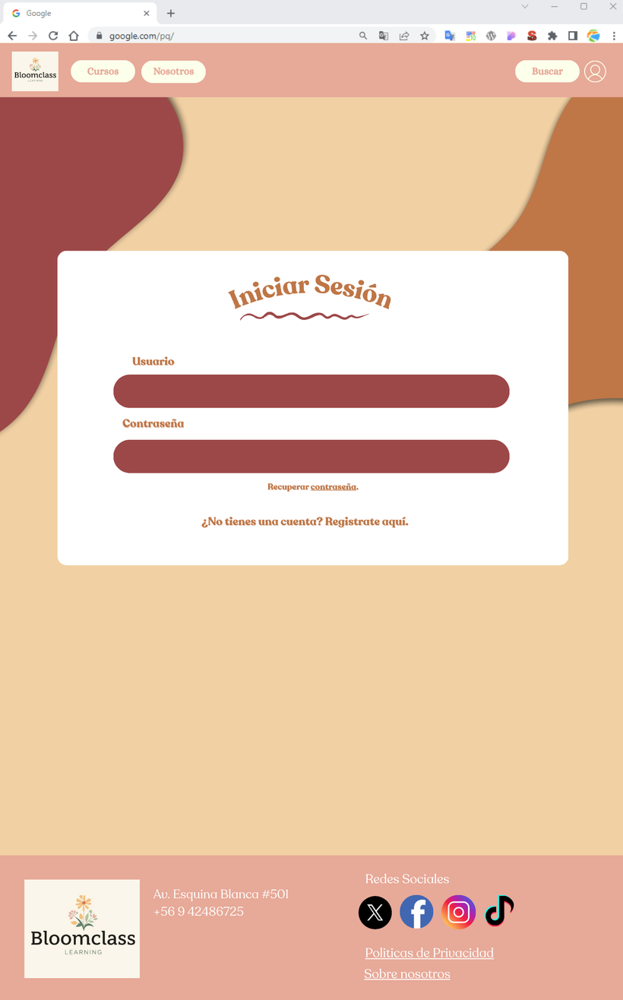 Google
google.com/pq/
Bloomclass
Cursos
Nosotros
Buscar
Iniciar Sesión
Usuario
Contraseña
Recuperar contraseña.
¿No tienes una cuenta? Registrate aquí.
Av. Esquina Blanca #501
+56 9 42486725
Bloomclass
LEARNING
Redes Sociales
Politicas de Privacidad
Sobre nosotros